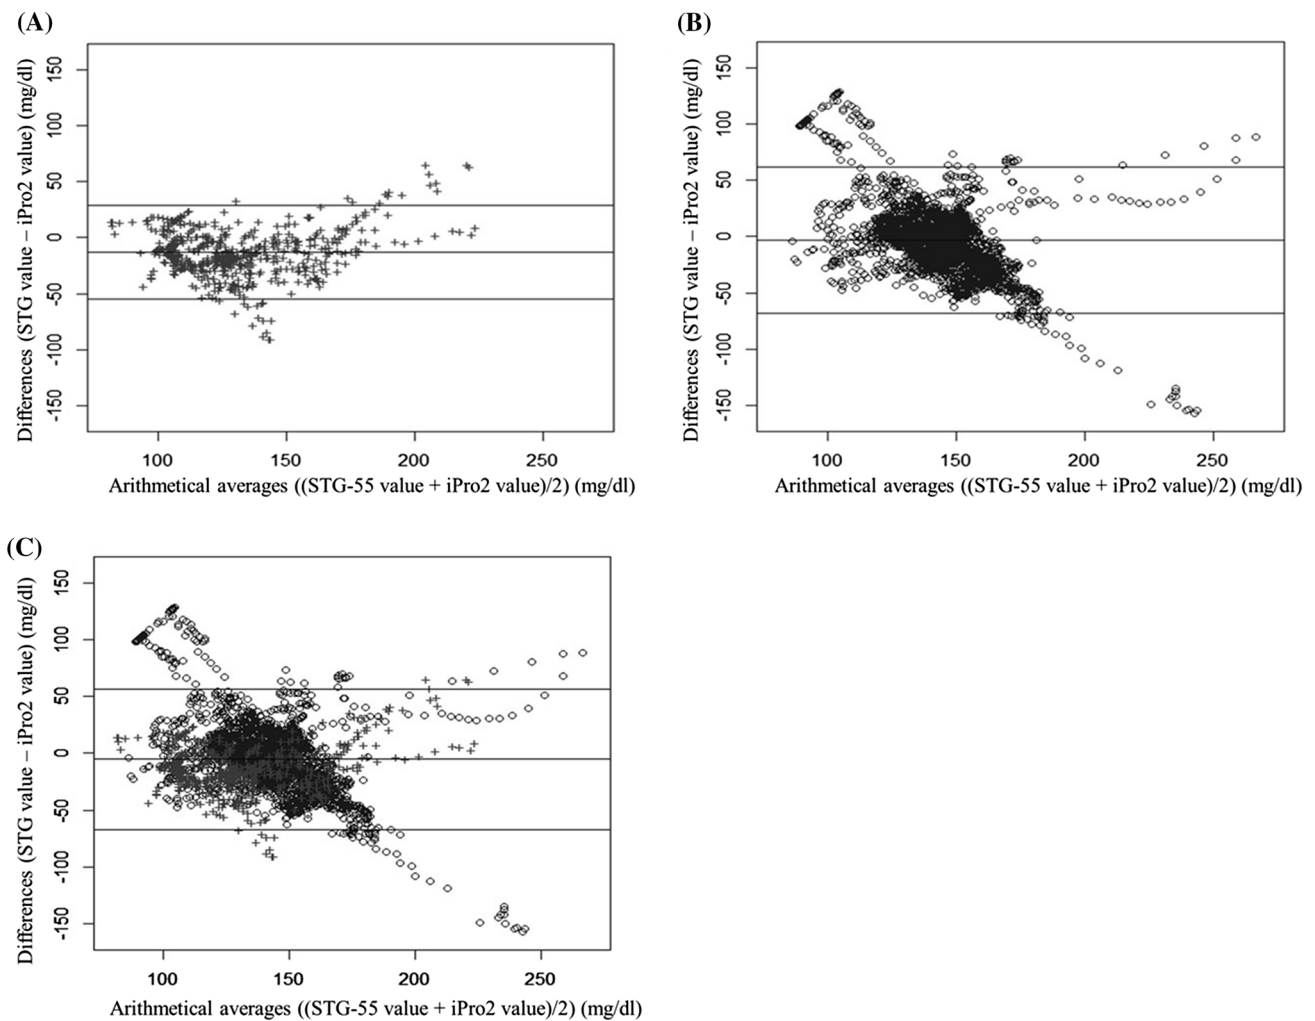 (A)
Differences (STG value – iPro2 value) (mg/dl)
150
100
50
0
-50
-100
-150
100 150 200 250
Arithmetical averages ((STG-55 value + iPro2 value)/2) (mg/dl)
(B)
Differences (STG value – iPro2 value) (mg/dl)
150
100
50
0
-50
-100
-150
100 150 200 250
Arithmetical averages ((STG-55 value + iPro2 value)/2) (mg/dl)
(C)
Differences (STG value – iPro2 value) (mg/dl)
150
100
50
0
-50
-100
-150
100 150 200 250
Arithmetical averages ((STG-55 value + iPro2 value)/2) (mg/dl)